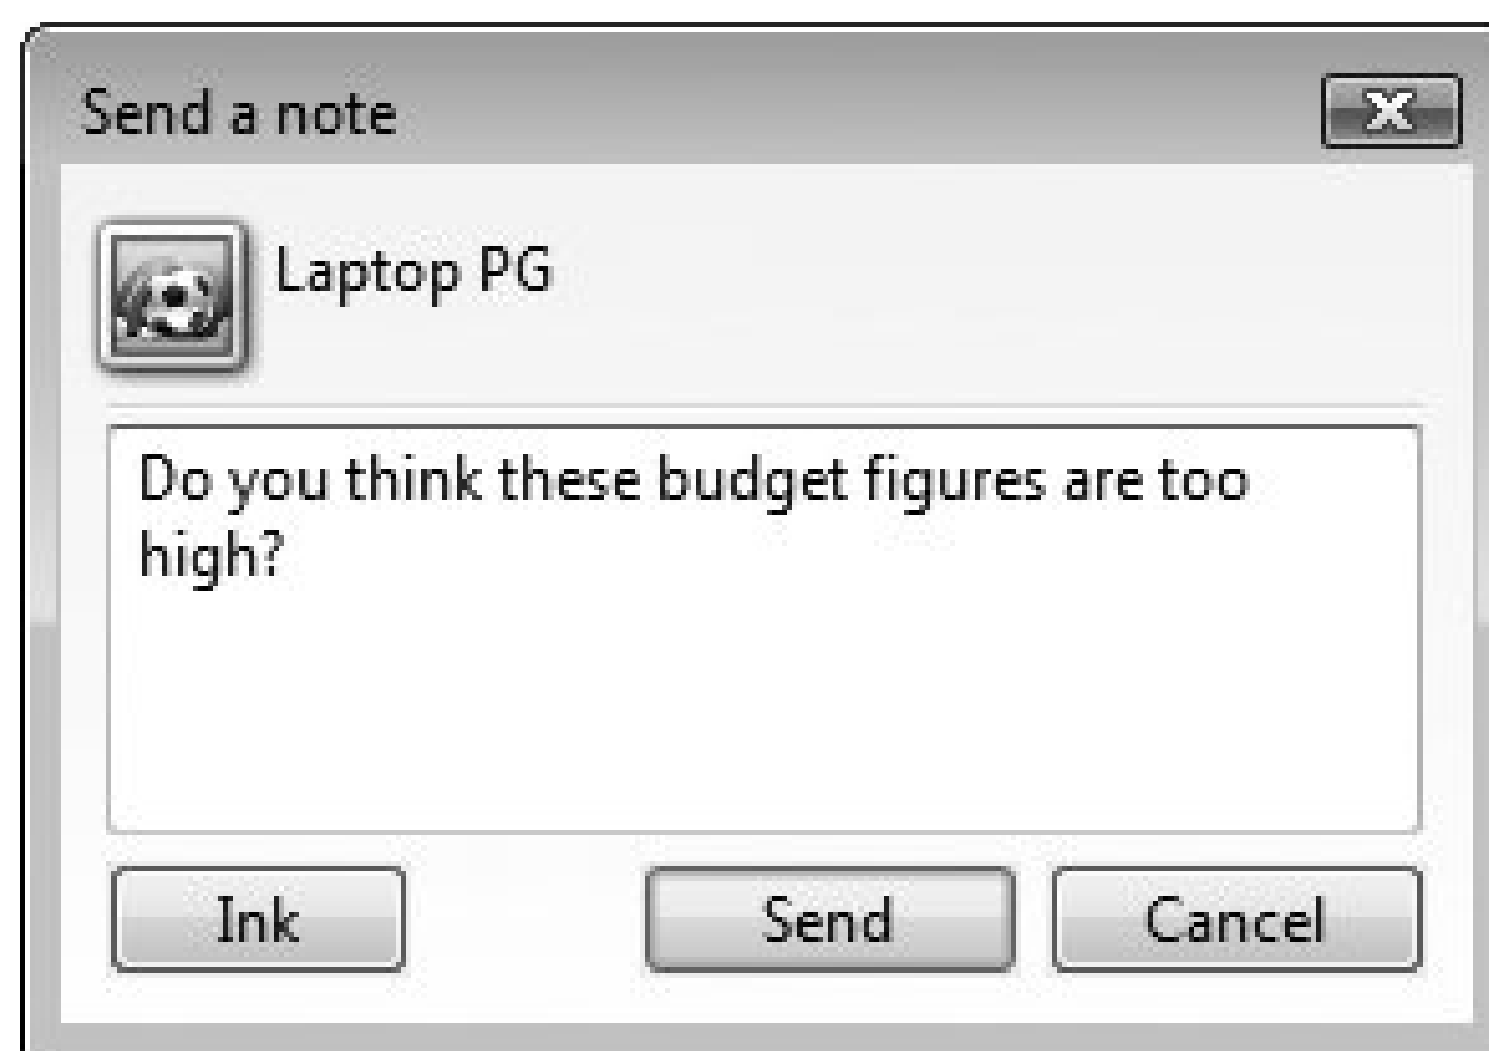 Send a note
Laptop PG
Do you think these budget figures are too
high?
Ink
Send
Cancel